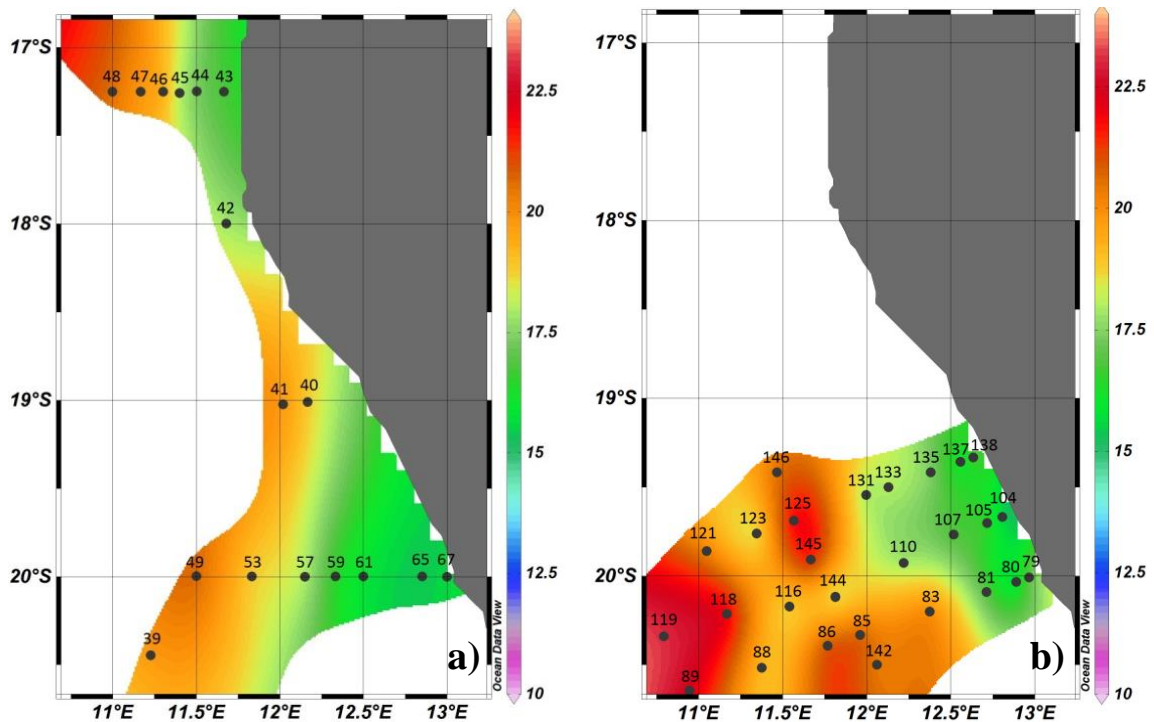 17°S
18°S
19°S
20°S
11°E 11.5°E 12°E 12.5°E 13°E
48 47 46 45 44 43
42
41 40
49 53 57 59 61 65 67
39
22.5
20
17.5
15
12.5
10
Ocean Data View
a)
17°S
18°S
19°S
20°S
11°E 11.5°E 12°E 12.5°E 13°E
146 131 133 135 137 138
121 123 125 145 110 107 105 104
119 118 116 144 83 81 80 79
89 88 86 85 142
22.5
20
17.5
15
12.5
10
Ocean Data View
b)